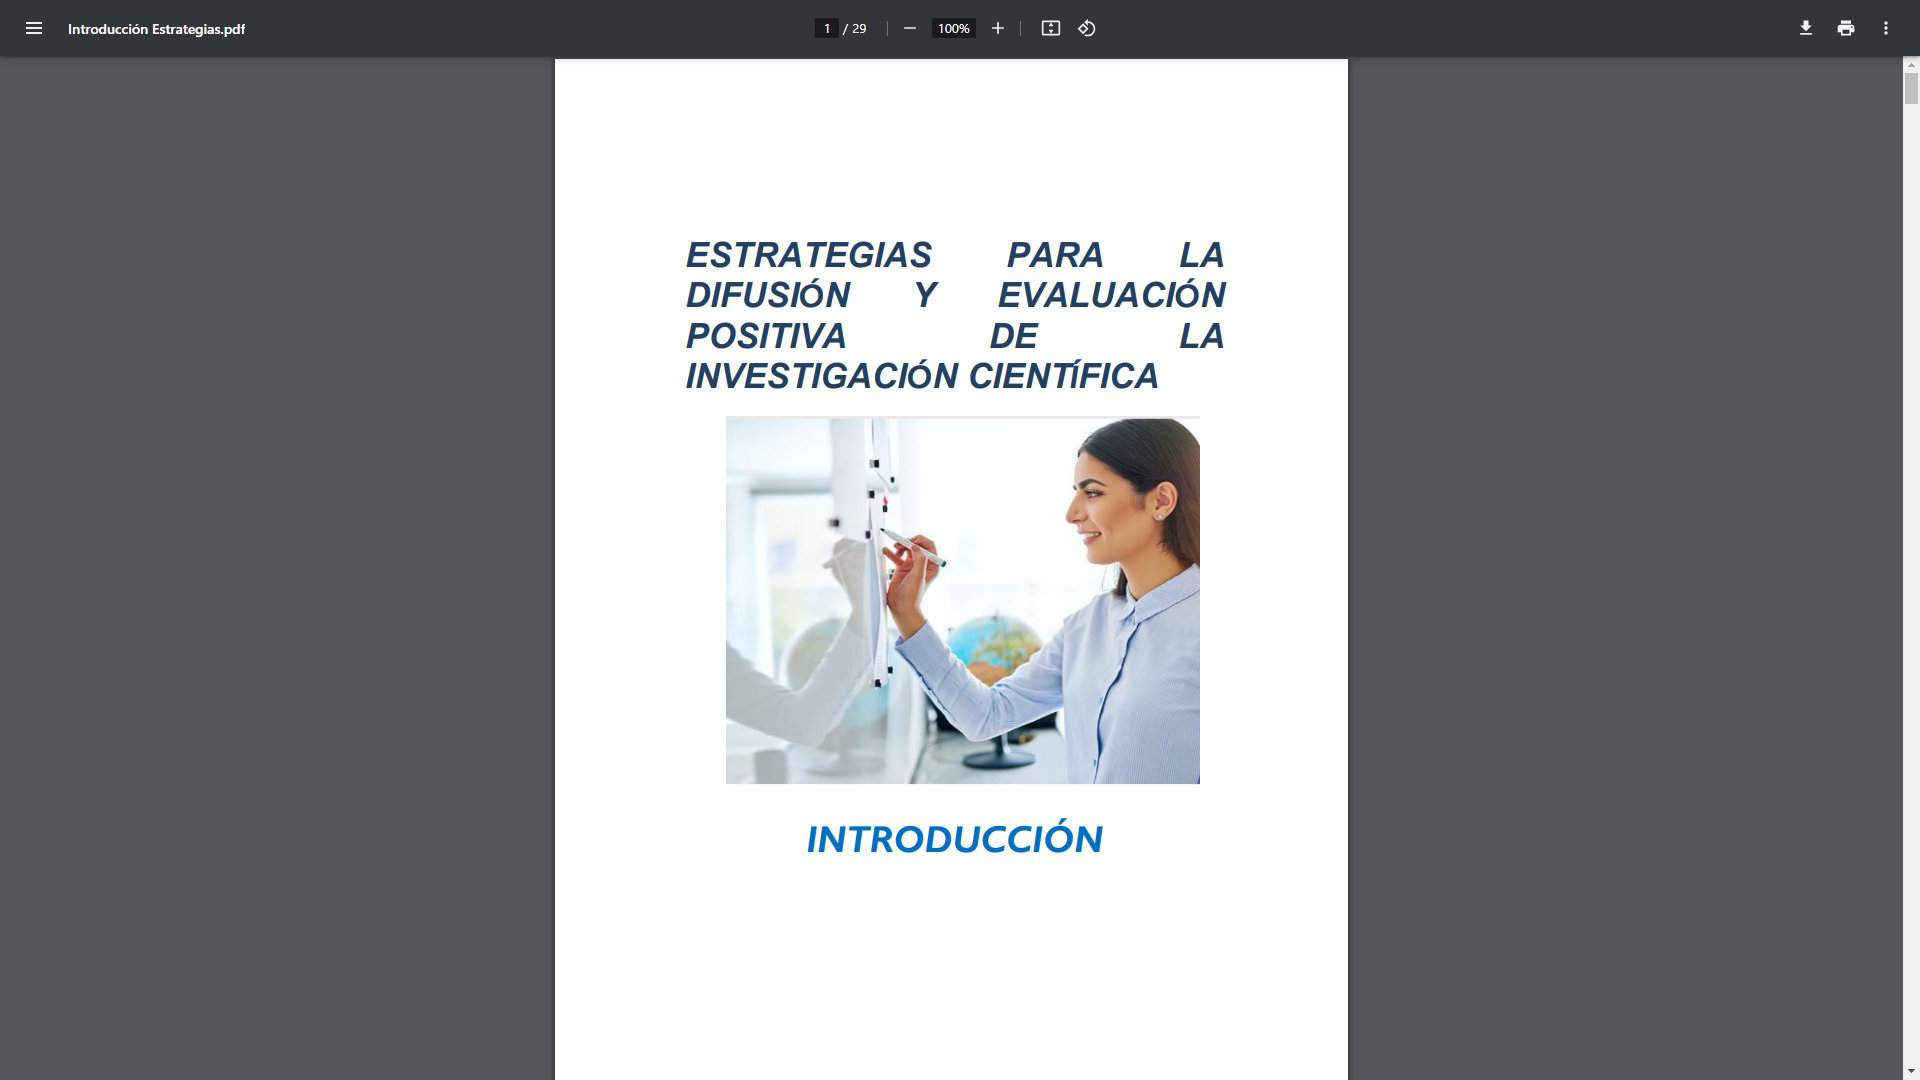 Introducción Estrategias.pdf
1 / 29
100%
ESTRATEGIAS PARA LA
DIFUSIÓN Y EVALUACIÓN
POSITIVA DE LA
INVESTIGACIÓN CIENTÍFICA
INTRODUCCIÓN